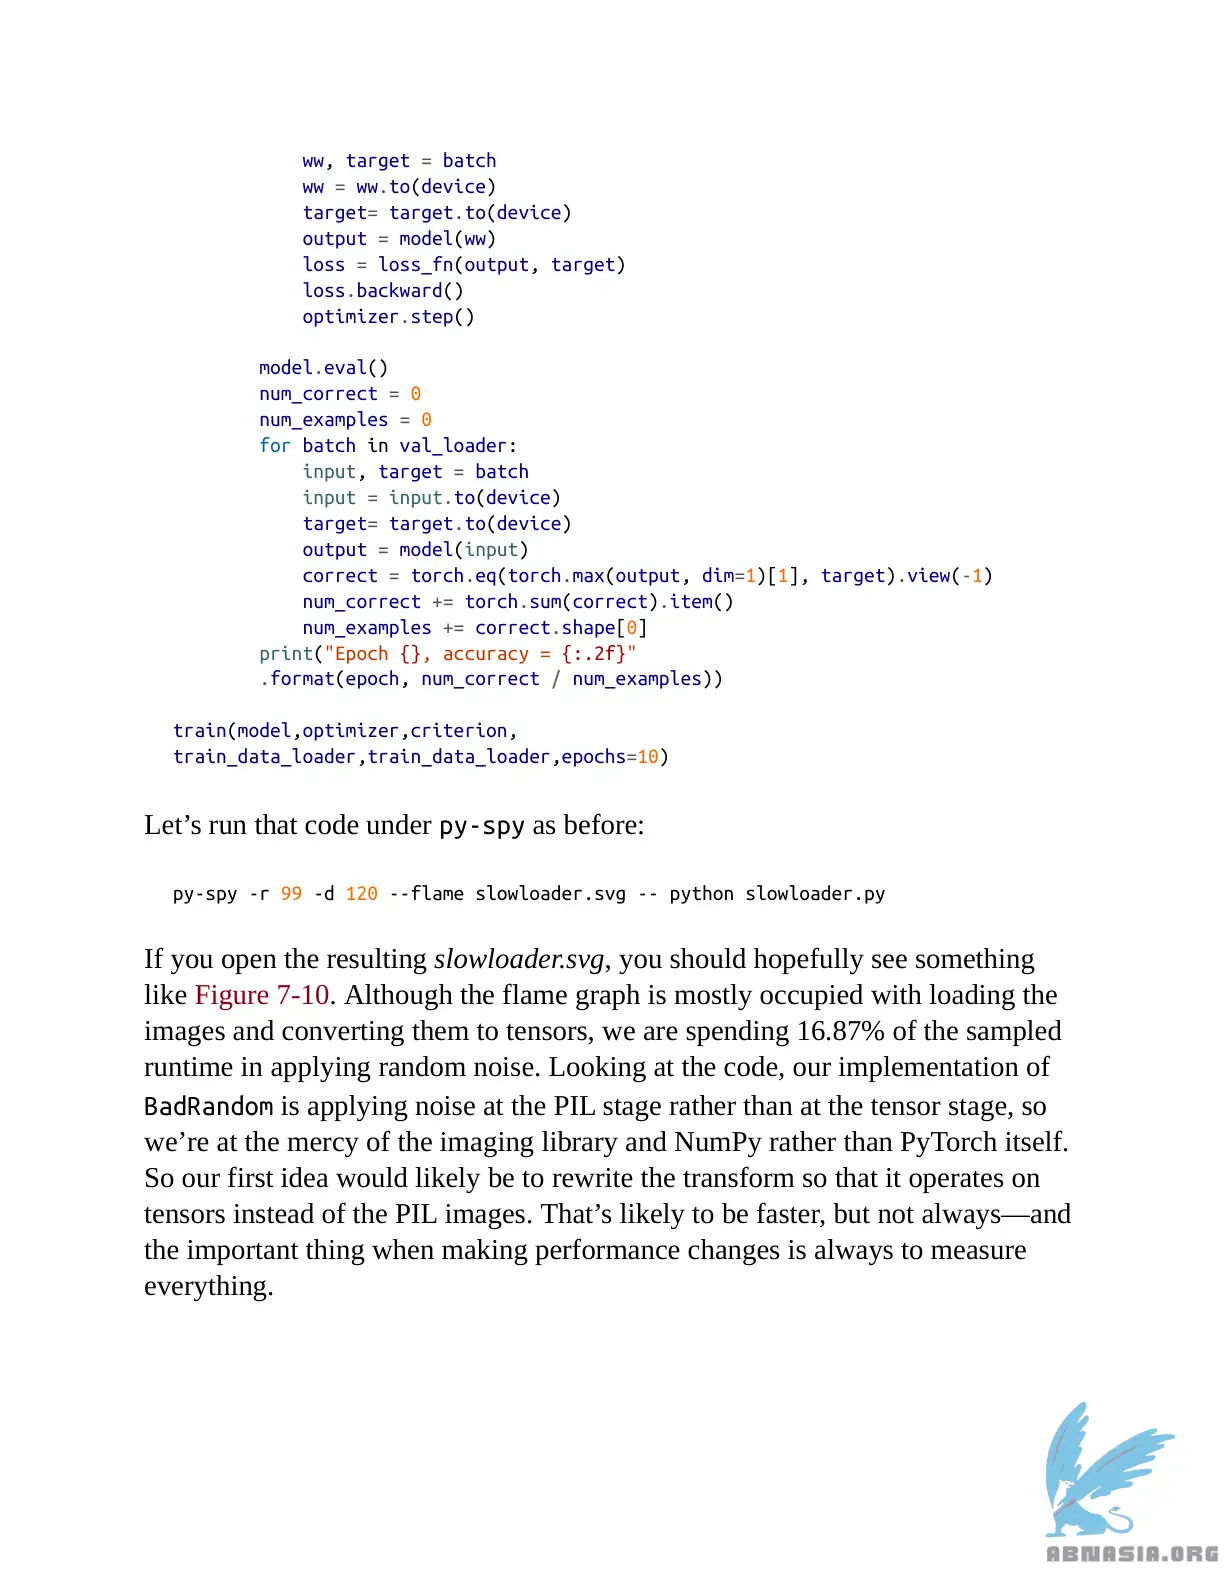 ww, target = batch
ww = ww.to(device)
target= target.to(device)
output = model(ww)
loss = loss_fn(output, target)
loss.backward()
optimizer.step()
model.eval()
num_correct = 0
num_examples = 0
for batch in val_loader:
input, target = batch
input = input.to(device)
target= target.to(device)
output = model(input)
correct = torch.eq(torch.max(output, dim=1)[1], target).view(-1)
num_correct += torch.sum(correct).item()
num_examples += correct.shape[0]
print("Epoch {}, accuracy = {:.2f}"
.format(epoch, num_correct / num_examples))
train(model,optimizer,criterion,
train_data_loader,train_data_loader,epochs=10)
Let’s run that code under py-spy as before:
py-spy -r 99 -d 120 --flame slowloader.svg -- python slowloader.py
If you open the resulting slowloader.svg, you should hopefully see something
like Figure 7-10. Although the flame graph is mostly occupied with loading the
images and converting them to tensors, we are spending 16.87% of the sampled
runtime in applying random noise. Looking at the code, our implementation of
BadRandom is applying noise at the PIL stage rather than at the tensor stage, so
we’re at the mercy of the imaging library and NumPy rather than PyTorch itself.
So our first idea would likely be to rewrite the transform so that it operates on
tensors instead of the PIL images. That’s likely to be faster, but not always—and
the important thing when making performance changes is always to measure
everything.
ABNASIA.ORG